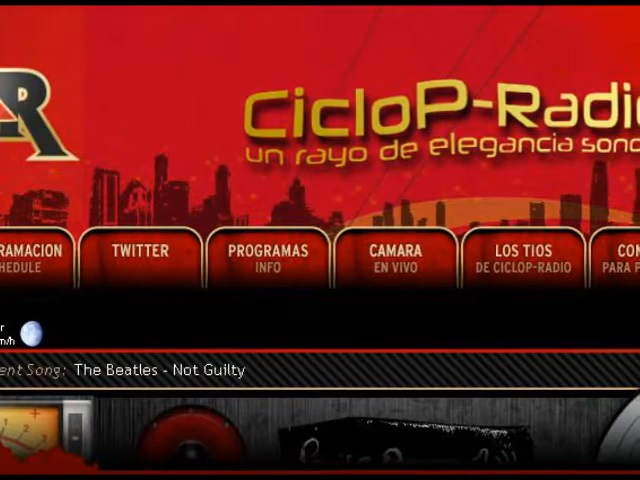 CicloP-Radio
un rayo de elegancia sono
RAMACION
HEDULE
TWITTER
PROGRAMAS
INFO
CAMARA
EN VIVO
LOS TIOS
DE CICLOP-RADIO
CON
PARA P
r
m/h
ent Song: The Beatles - Not Guilty